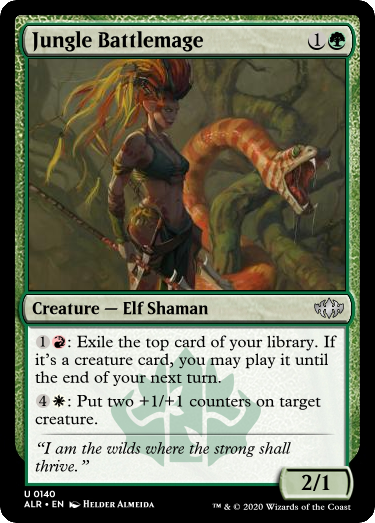 Jungle Battlemage 1
Creature — Elf Shaman
1: Exile the top card of your library. If
it's a creature card, you may play it until
the end of your next turn.
4: Put two +1/+1 counters on target
creature.
“I am the wilds where the strong shall
thrive.”
2/1
U 0140
ALR • EN Helder Almeida
™ & © 2020 Wizards of the Coast